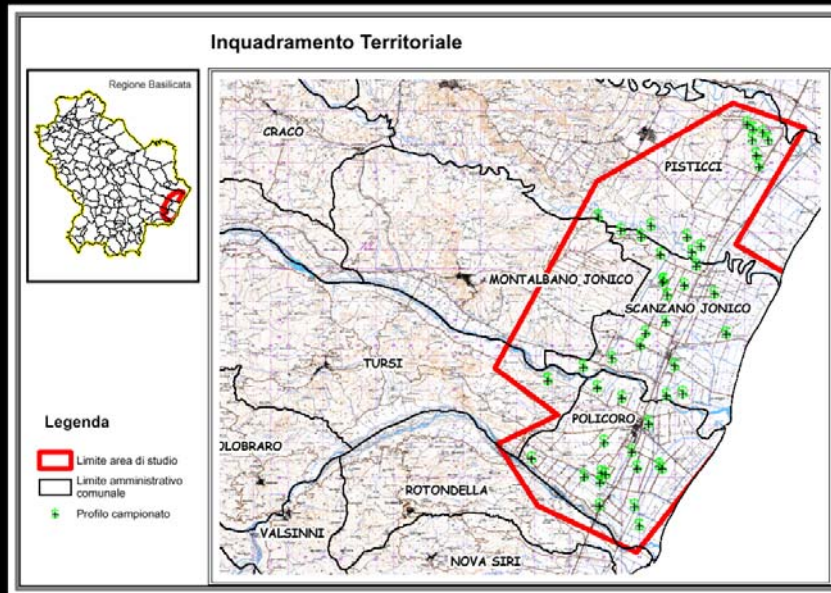 Inquadramento Territoriale
Regione Basilicata
CRACO
PISTICCI
MONTALBANO JONICO
SCANZANO JONICO
TURSI
POLICORO
OLOBRARO
ROTONDELLA
VALSINNI
NOVA SIRI
Legenda
Limite area di studio
Limite amministrativo
comunale
Profilo campionato